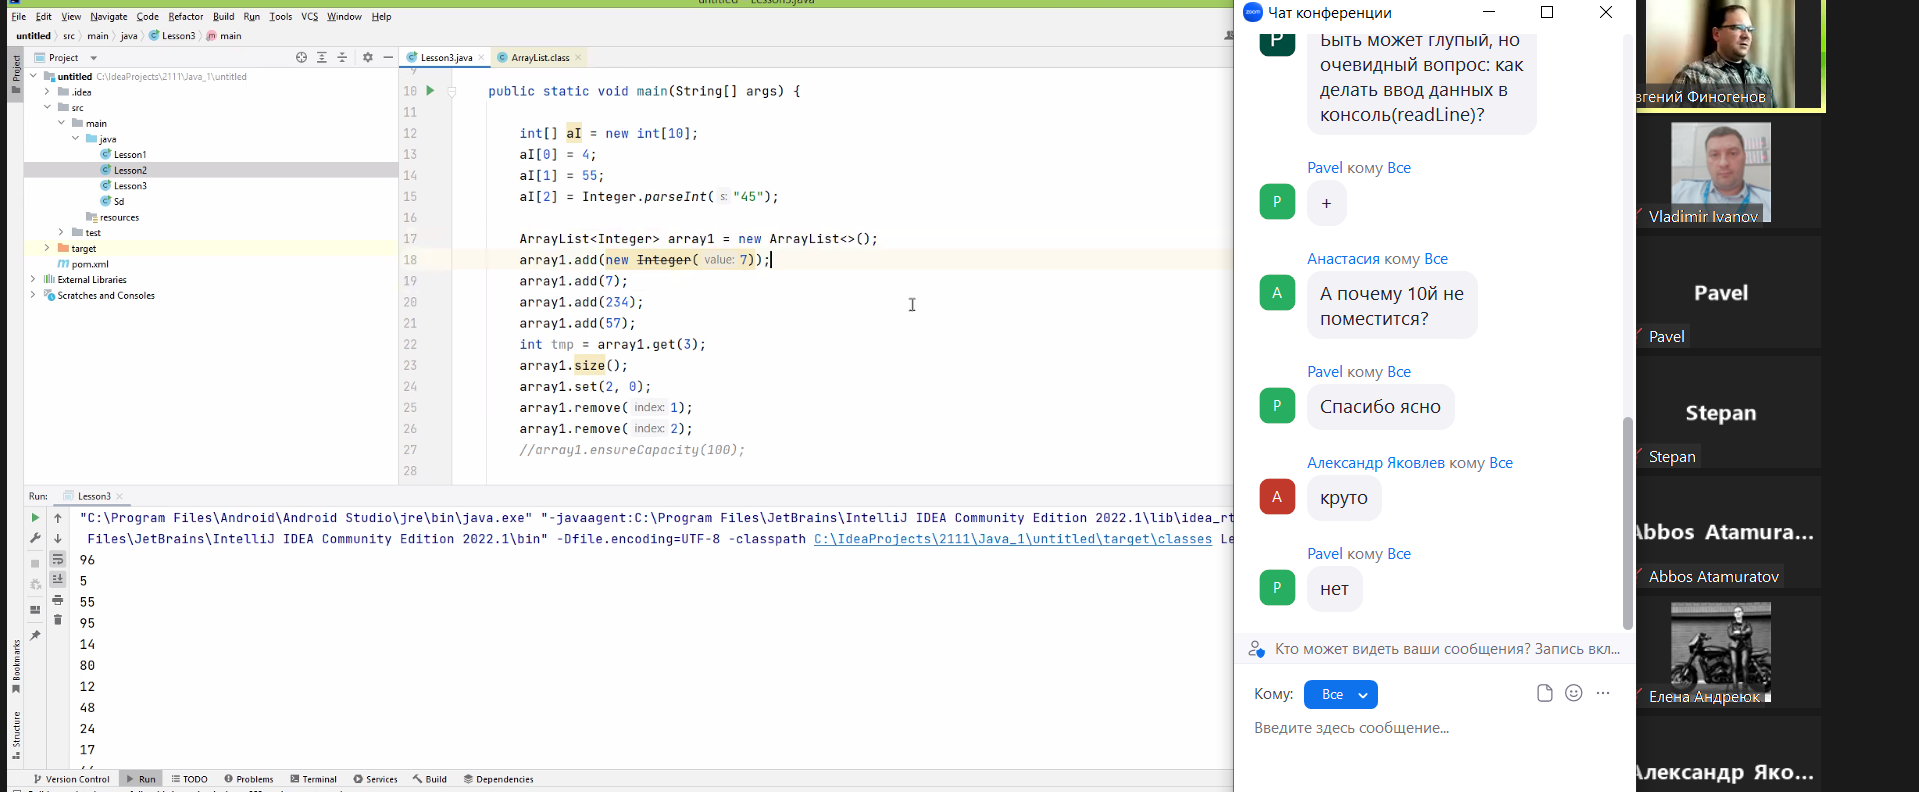 untitled – Lesson3.java
File Edit View Navigate Code Refactor Build Run Tools VCS Window Help
untitled src main java Lesson3 main
Project
Project
untitled C:\IdeaProjects\2111\Java_1\untitled
.idea
src
main
java
Lesson1
Lesson2
Lesson3
Sd
resources
test
target
pom.xml
External Libraries
Scratches and Consoles
Lesson3.java ArrayList.class
9
10 public static void main(String[] args) {
11
12 int[] aI = new int[10];
13 aI[0] = 4;
14 aI[1] = 55;
15 aI[2] = Integer.parseInt( s: "45");
16
17 ArrayList<Integer> array1 = new ArrayList<>();
18 array1.add(new Integer( value: 7));
19 array1.add(7);
20 array1.add(234);
21 array1.add(57);
22 int tmp = array1.get(3);
23 array1.size();
24 array1.set(2, 0);
25 array1.remove( index: 1);
26 array1.remove( index: 2);
27 //array1.ensureCapacity(100);
28
Run: Lesson3
"C:\Program Files\Android\Android Studio\jre\bin\java.exe" "-javaagent:C:\Program Files\JetBrains\IntelliJ IDEA Community Edition 2022.1\lib\idea_rt
Files\JetBrains\IntelliJ IDEA Community Edition 2022.1\bin" -Dfile.encoding=UTF-8 -classpath C:\IdeaProjects\2111\Java_1\untitled\target\classes Le
96
5
55
95
14
80
12
48
24
17
Bookmarks
Structure
Version Control Run TODO Problems Terminal Services Build Dependencies
zoom Чат конференции
P
Быть может глупый, но
очевидный вопрос: как
делать ввод данных в
консоль(readLine)?
Pavel кому Все
P
+
Анастасия кому Все
А
А почему 10й не
поместится?
Pavel кому Все
P
Спасибо ясно
Александр Яковлев кому Все
А
круто
Pavel кому Все
P
нет
Кто может видеть ваши сообщения? Запись вкл...
Кому: Все
Введите здесь сообщение...
вгений Финогенов
Vladimir Ivanov
Pavel
Pavel
Stepan
Stepan
Abbos Atamura...
Abbos Atamuratov
Елена Андреюк
Александр Яко...